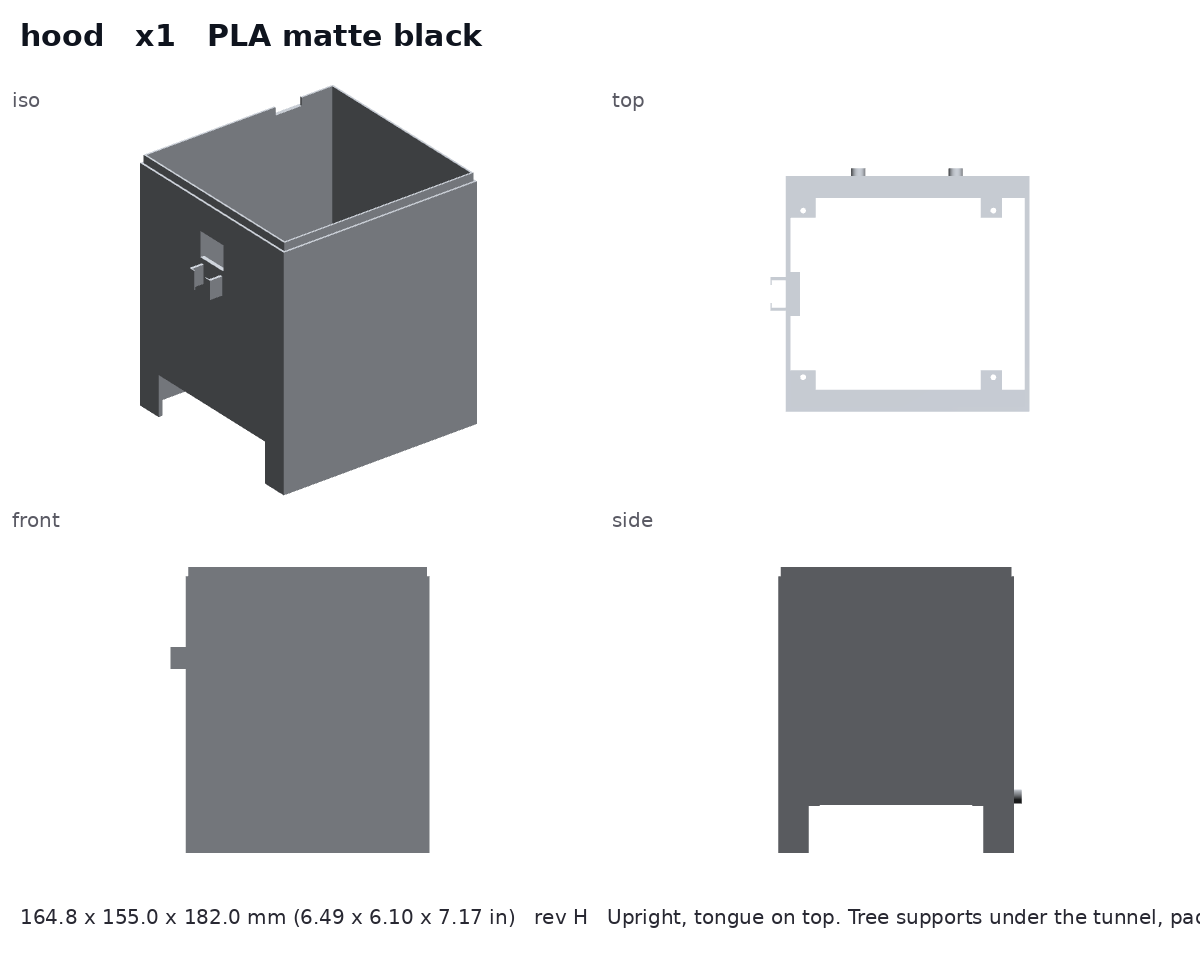 hood x1 PLA matte black
iso
top
front
side
164.8 x 155.0 x 182.0 mm (6.49 x 6.10 x 7.17 in) rev H Upright, tongue on top. Tree supports under the tunnel,